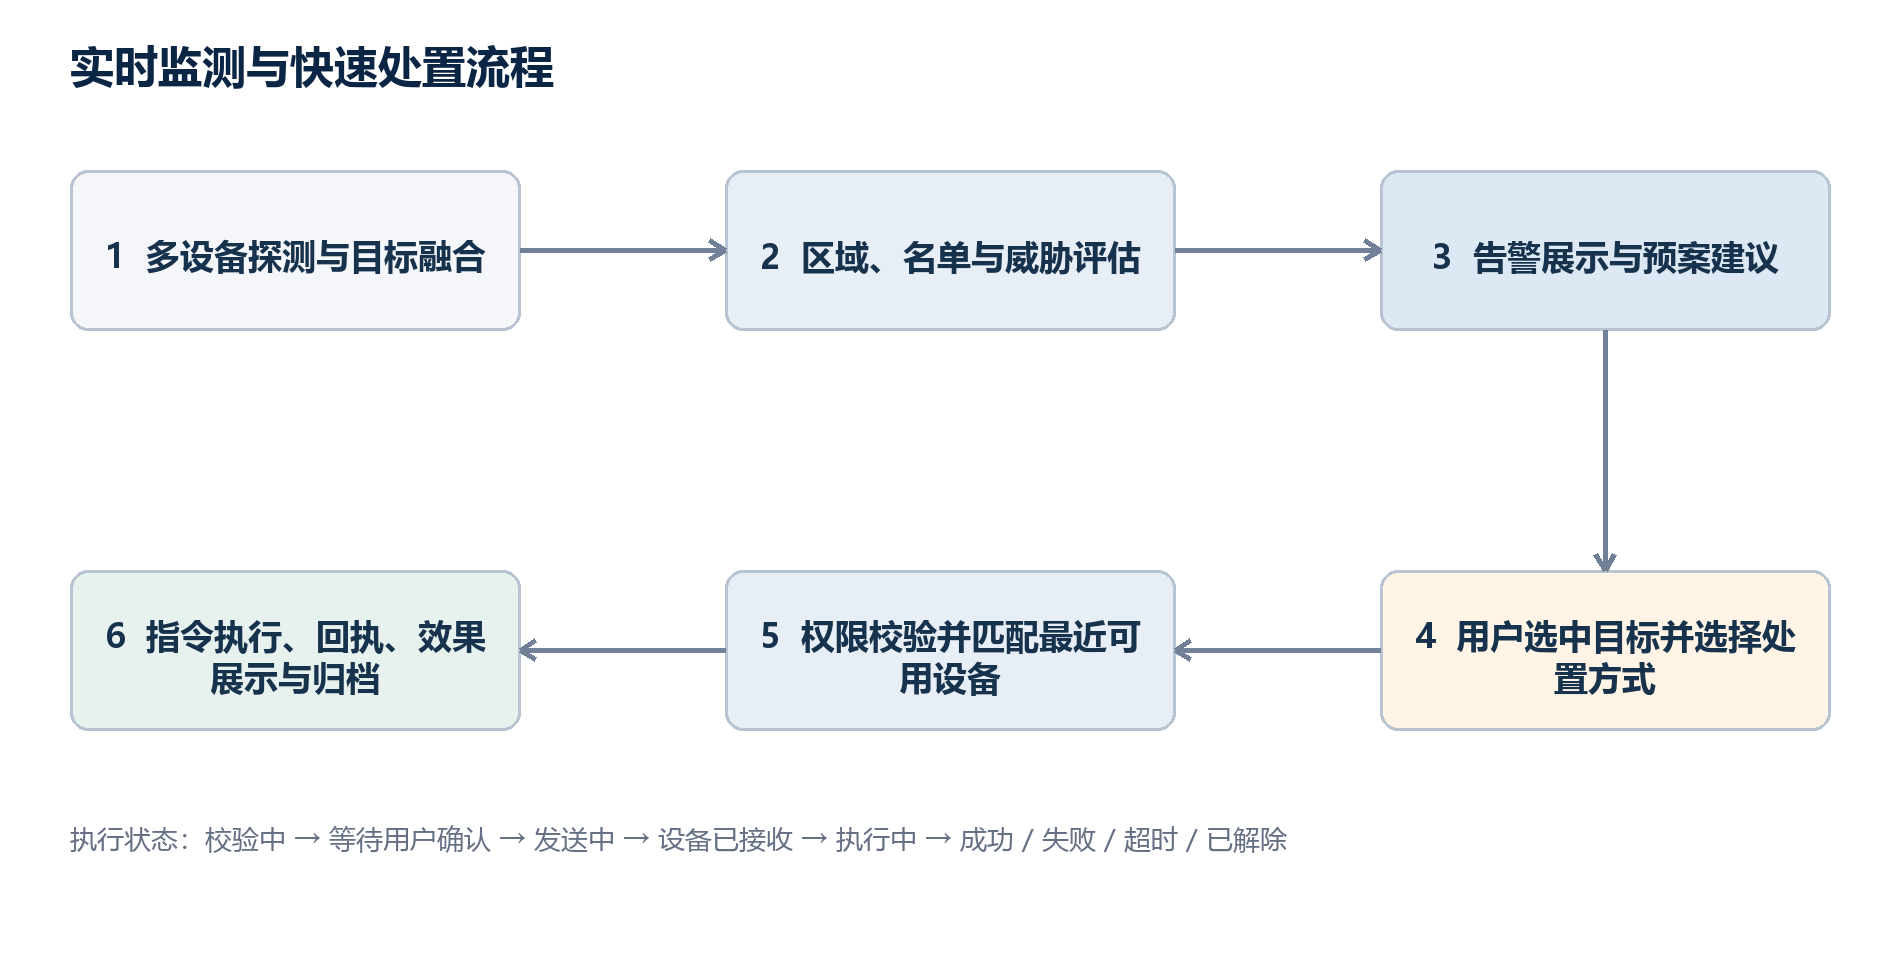 实时监测与快速处置流程
1 多设备探测与目标融合
2 区域、名单与威胁评估
3 告警展示与预案建议
4 用户选中目标并选择处
置方式
5 权限校验并匹配最近可
用设备
6 指令执行、回执、效果
展示与归档
执行状态：校验中 → 等待用户确认 → 发送中 → 设备已接收 → 执行中 → 成功 / 失败 / 超时 / 已解除